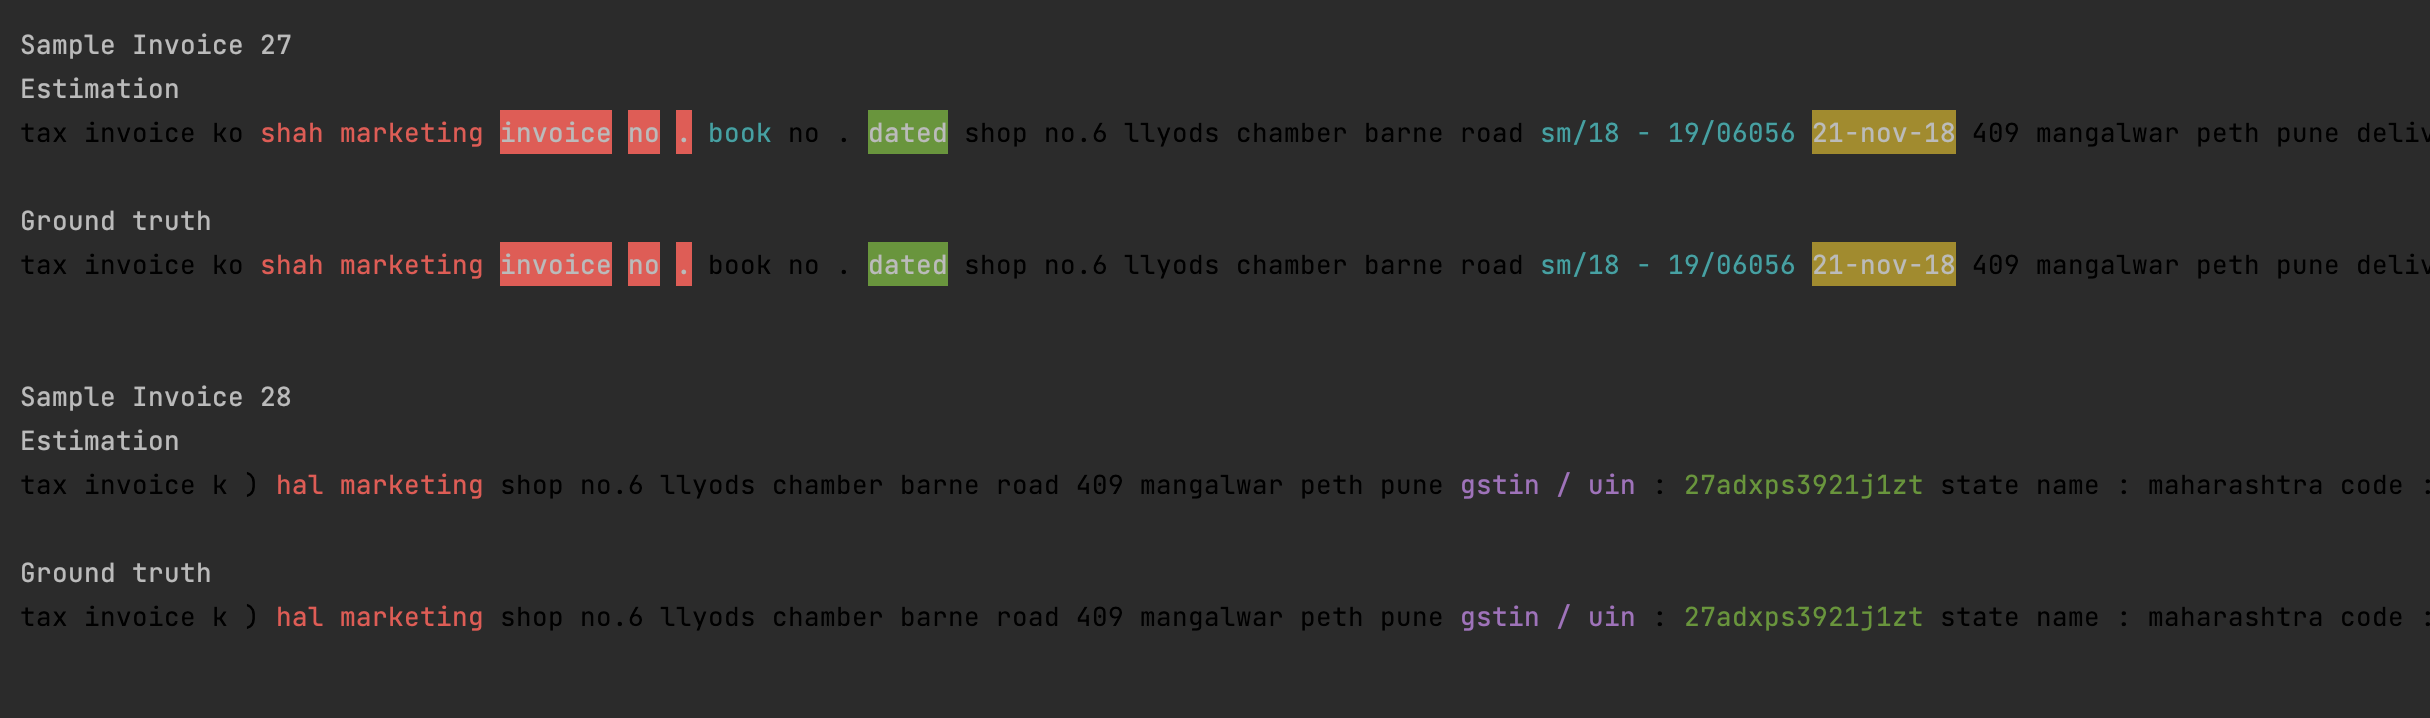 Sample Invoice 27
Estimation
tax invoice ko shah marketing invoice no . book no . dated shop no.6 llyods chamber barne road sm/18 - 19/06056 21-nov-18 409 mangalwar peth pune deliv
Ground truth
tax invoice ko shah marketing invoice no . book no . dated shop no.6 llyods chamber barne road sm/18 - 19/06056 21-nov-18 409 mangalwar peth pune deliv
Sample Invoice 28
Estimation
tax invoice k ) hal marketing shop no.6 llyods chamber barne road 409 mangalwar peth pune gstin / uin : 27adxps3921j1zt state name : maharashtra code :
Ground truth
tax invoice k ) hal marketing shop no.6 llyods chamber barne road 409 mangalwar peth pune gstin / uin : 27adxps3921j1zt state name : maharashtra code :